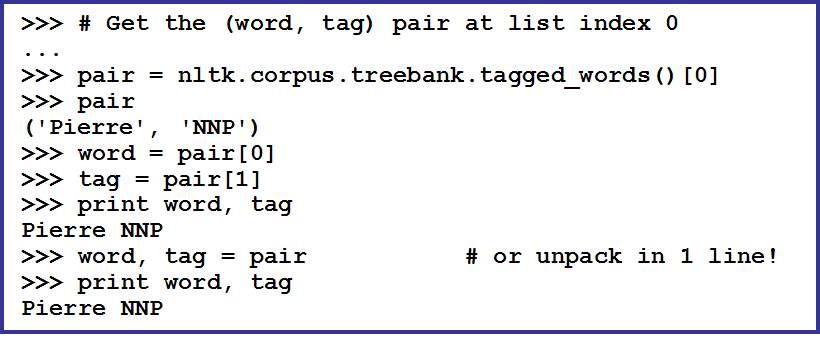 >>> # Get the (word, tag) pair at list index 0
...
>>> pair = nltk.corpus.treebank.tagged_words()[0]
>>> pair
('Pierre', 'NNP')
>>> word = pair[0]
>>> tag = pair[1]
>>> print word, tag
Pierre NNP
>>> word, tag = pair           # or unpack in 1 line!
>>> print word, tag
Pierre NNP